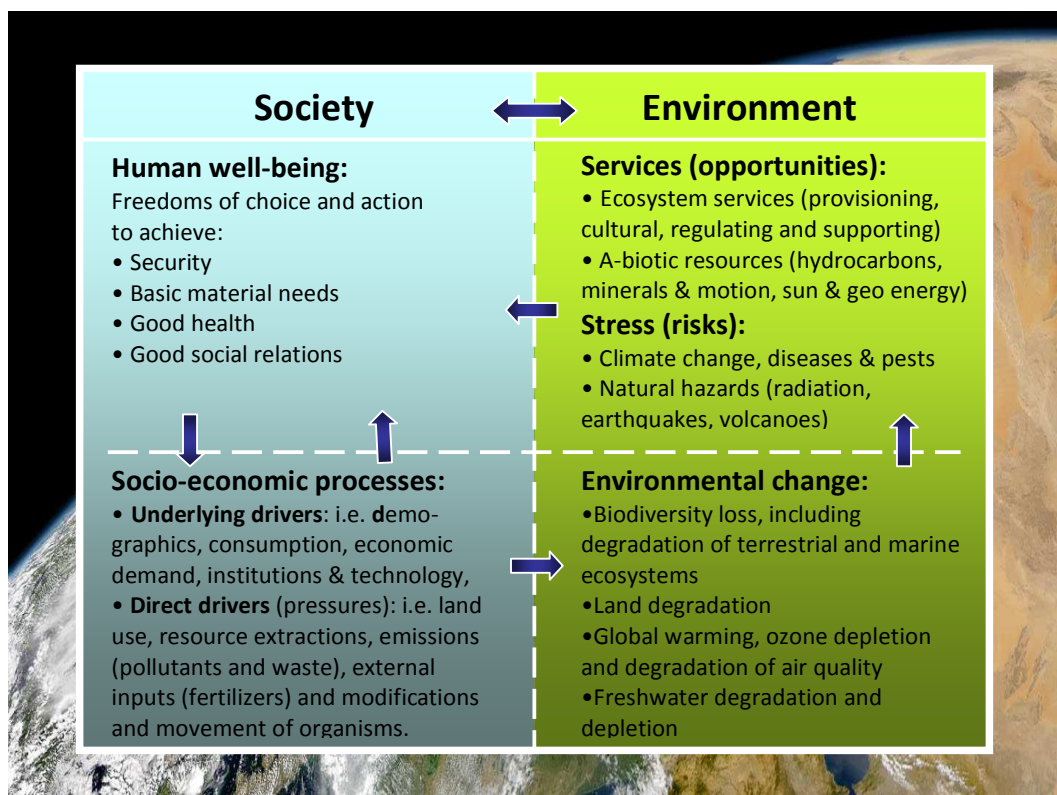 Society
Environment
Human well-being:
Freedoms of choice and action
to achieve:
• Security
• Basic material needs
• Good health
• Good social relations
Services (opportunities):
• Ecosystem services (provisioning,
cultural, regulating and supporting)
• A-biotic resources (hydrocarbons,
minerals & motion, sun & geo energy)
Stress (risks):
• Climate change, diseases & pests
• Natural hazards (radiation,
earthquakes, volcanoes)
Socio-economic processes:
• Underlying drivers: i.e. demo-
graphics, consumption, economic
demand, institutions & technology,
• Direct drivers (pressures): i.e. land
use, resource extractions, emissions
(pollutants and waste), external
inputs (fertilizers) and modifications
and movement of organisms.
Environmental change:
•Biodiversity loss, including
degradation of terrestrial and marine
ecosystems
•Land degradation
•Global warming, ozone depletion
and degradation of air quality
•Freshwater degradation and
depletion